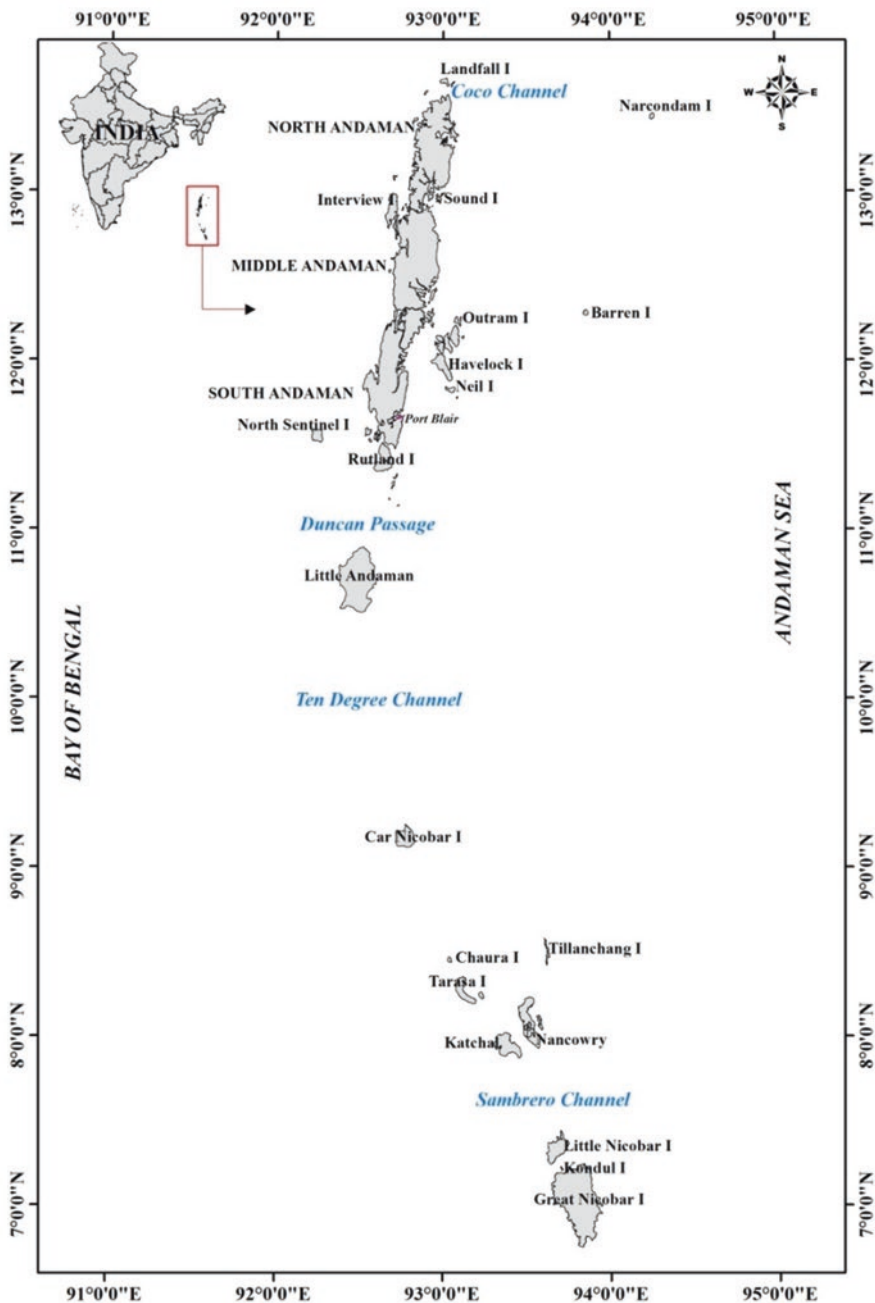 91°0'0"E 92°0'0"E 93°0'0"E 94°0'0"E 95°0'0"E
Landfall I
Coco Channel
N
W E
S
Narcondam I
INDIA
NORTH ANDAMAN
13°0'0"N
13°0'0"N
Interview I
Sound I
MIDDLE ANDAMAN
Outram I
Barren I
12°0'0"N
12°0'0"N
Havelock I
Neil I
SOUTH ANDAMAN
Port Blair
North Sentinel I
Rutland I
Duncan Passage
11°0'0"N
11°0'0"N
ANDAMAN SEA
Little Andaman
BAY OF BENGAL
Ten Degree Channel
10°0'0"N
10°0'0"N
Car Nicobar I
9°0'0"N
9°0'0"N
Tillanchang I
Chaura I
Tarasa I
8°0'0"N
8°0'0"N
Katchal
Nancowry
Sambrero Channel
Little Nicobar I
Kondul I
Great Nicobar I
7°0'0"N
7°0'0"N
91°0'0"E 92°0'0"E 93°0'0"E 94°0'0"E 95°0'0"E